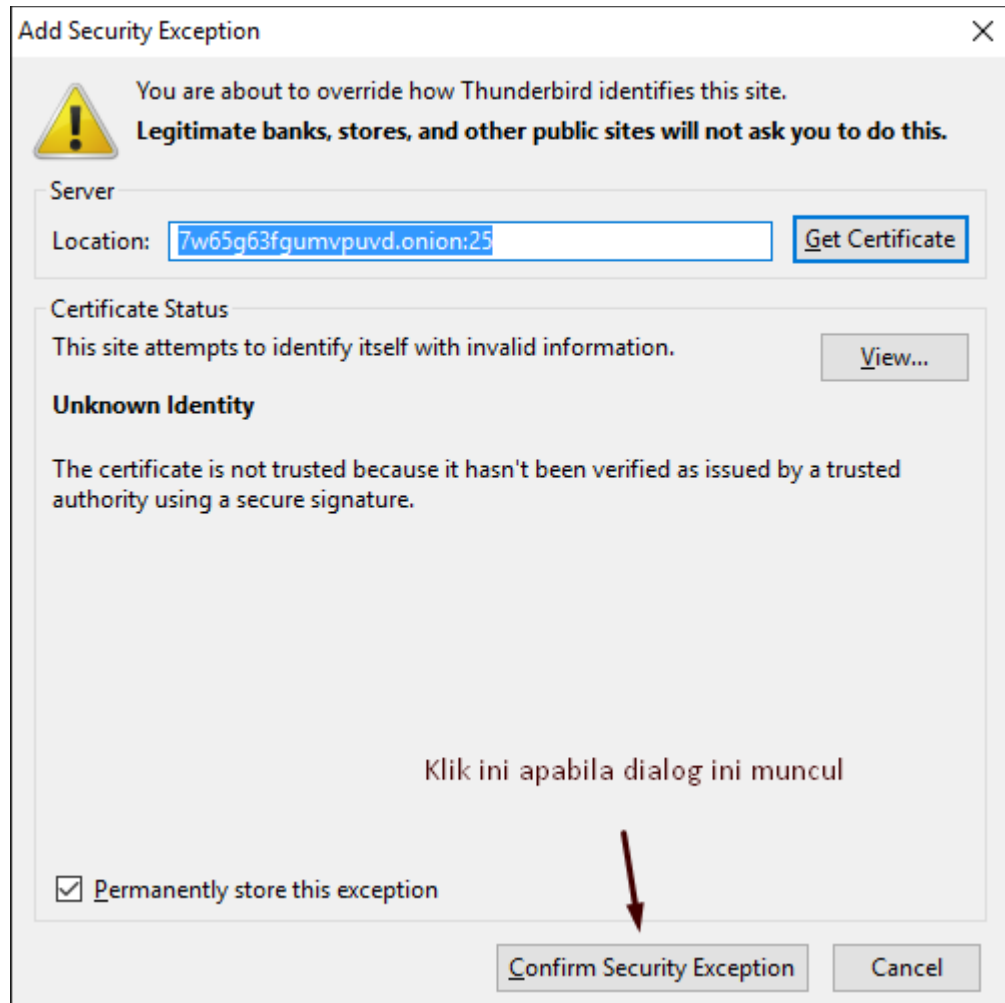 Add Security Exception
You are about to override how Thunderbird identifies this site.
Legitimate banks, stores, and other public sites will not ask you to do this.
Server
Location: 7w65g63fgumvpuvd.onion:25 Get Certificate
Certificate Status
This site attempts to identify itself with invalid information.
View...
Unknown Identity
The certificate is not trusted because it hasn't been verified as issued by a trusted
authority using a secure signature.
Klik ini apabila dialog ini muncul
Permanently store this exception
Confirm Security Exception Cancel